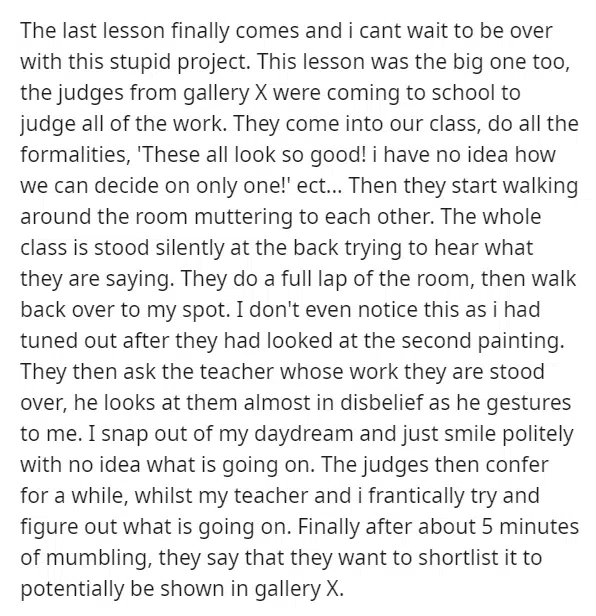 The last lesson finally comes and i cant wait to be over
with this stupid project. This lesson was the big one too,
the judges from gallery X were coming to school to
judge all of the work. They come into our class, do all the
formalities, 'These all look so good! i have no idea how
we can decide on only one!' ect... Then they start walking
around the room muttering to each other. The whole
class is stood silently at the back trying to hear what
they are saying. They do a full lap of the room, then walk
back over to my spot. I don't even notice this as i had
tuned out after they had looked at the second painting.
They then ask the teacher whose work they are stood
over, he looks at them almost in disbelief as he gestures
to me. I snap out of my daydream and just smile politely
with no idea what is going on. The judges then confer
for a while, whilst my teacher and i frantically try and
figure out what is going on. Finally after about 5 minutes
of mumbling, they say that they want to shortlist it to
potentially be shown in gallery X.